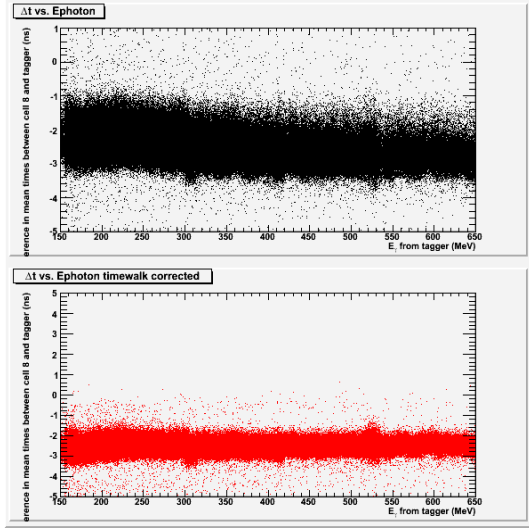 Δt vs. Ephoton
erence in mean times between cell 8 and tagger (ns)
1
0
-1
-2
-3
-4
-5
150 200 250 300 350 400 450 500 550 600 650
Eγ from tagger (MeV)
Δt vs. Ephoton timewalk corrected
erence in mean times between cell 8 and tagger (ns)
5
4
3
2
1
0
-1
-2
-3
-4
-5
150 200 250 300 350 400 450 500 550 600 650
Eγ from tagger (MeV)